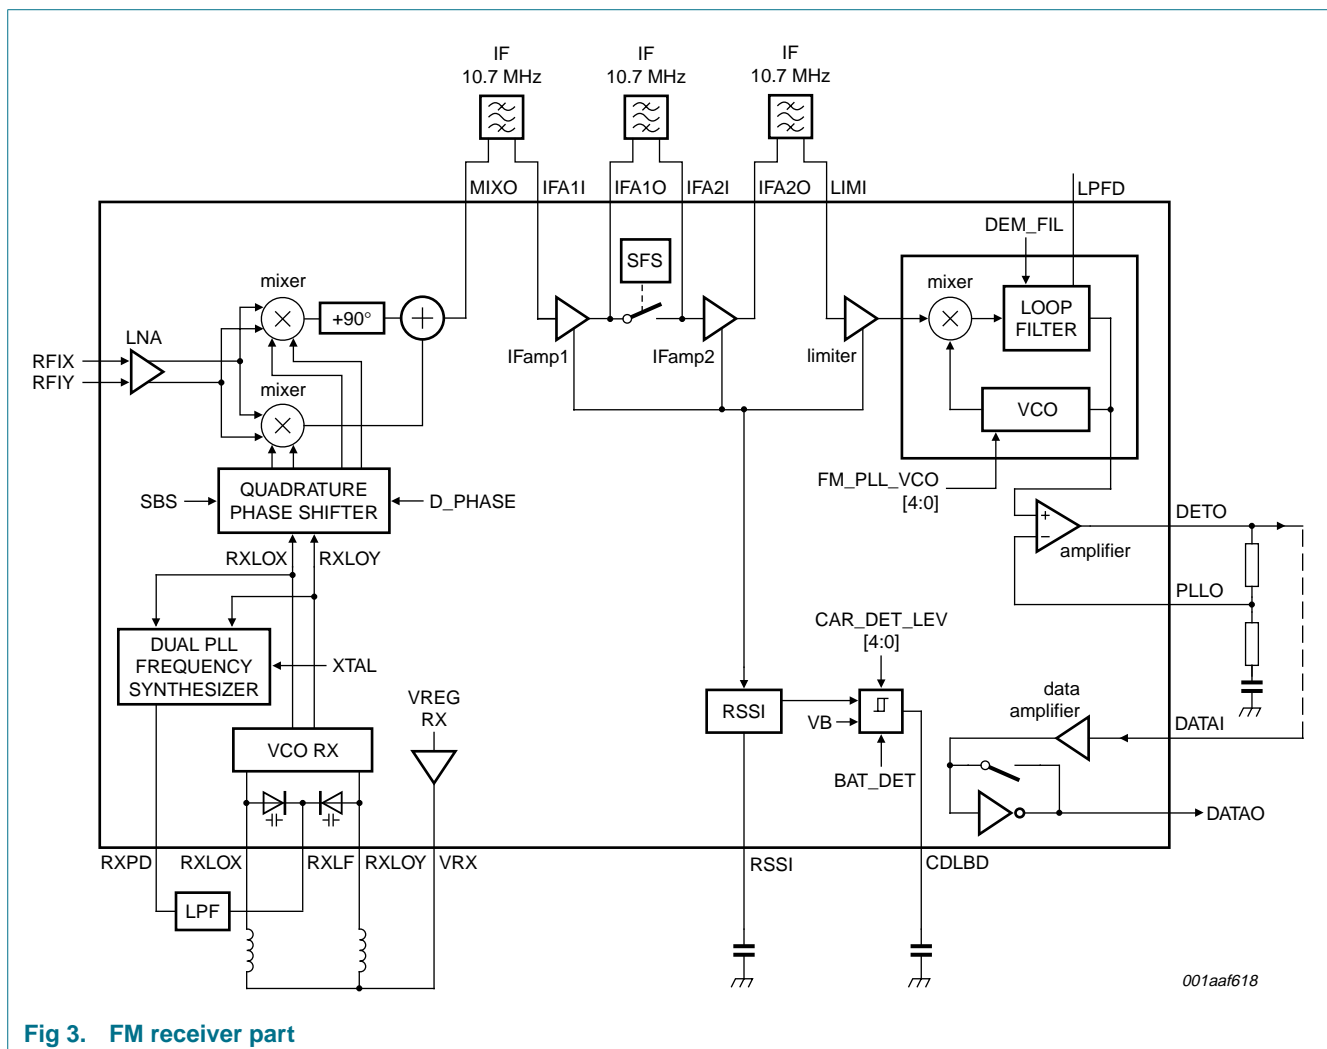 IF
10.7 MHz
IF
10.7 MHz
IF
10.7 MHz
MIXO
IFA1I
IFA1O
IFA2I
IFA2O
LIMI
LPFD
DEM_FIL
SFS
mixer
mixer
+90°
LOOP
FILTER
LNA
RFIX
RFIY
IFamp1
IFamp2
limiter
mixer
VCO
QUADRATURE
PHASE SHIFTER
SBS
D_PHASE
FM_PLL_VCO
[4:0]
DETO
amplifier
+
−
RXLOX
RXLOY
PLLO
DUAL PLL
FREQUENCY
SYNTHESIZER
XTAL
CAR_DET_LEV
[4:0]
VREG
RX
RSSI
VB
data
amplifier
DATAI
VCO RX
BAT_DET
DATAO
RXPD
RXLOX
RXLF
RXLOY
VRX
RSSI
CDLBD
LPF
001aaf618
Fig 3. FM receiver part